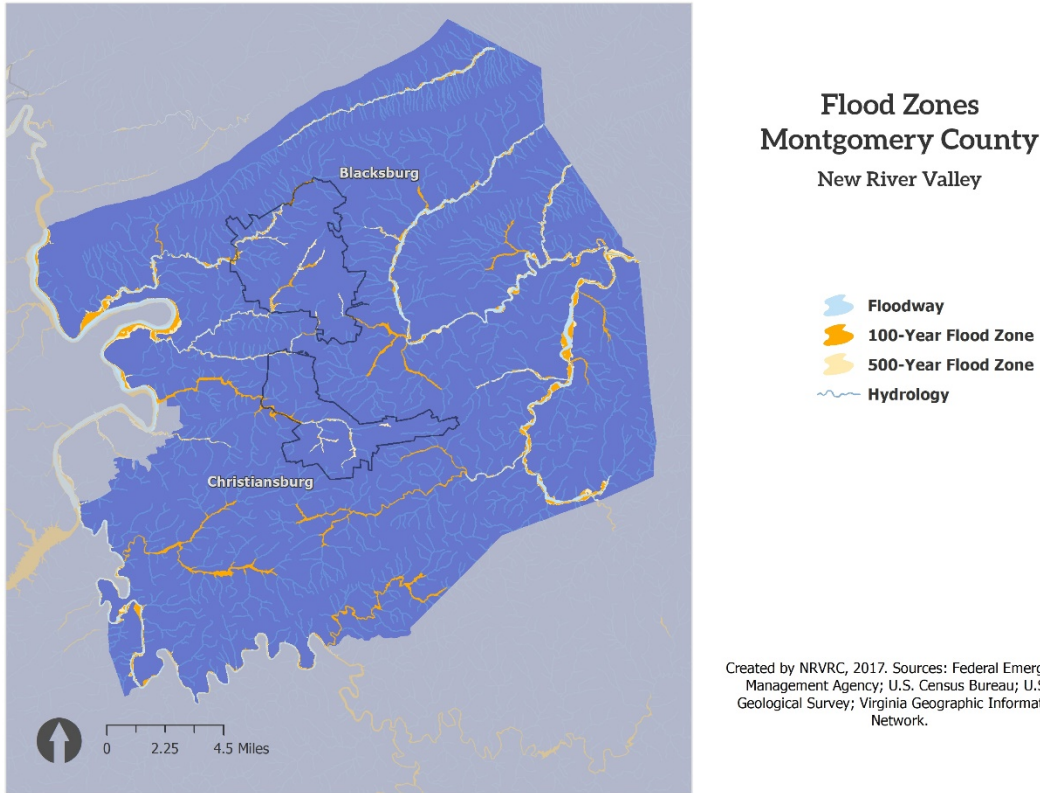 Flood Zones
Montgomery County
New River Valley
Blacksburg
Christiansburg
Floodway
100-Year Flood Zone
500-Year Flood Zone
Hydrology
0 2.25 4.5 Miles
Created by NRVRC, 2017. Sources: Federal Emerg
Management Agency; U.S. Census Bureau; U.S
Geological Survey; Virginia Geographic Informat
Network.